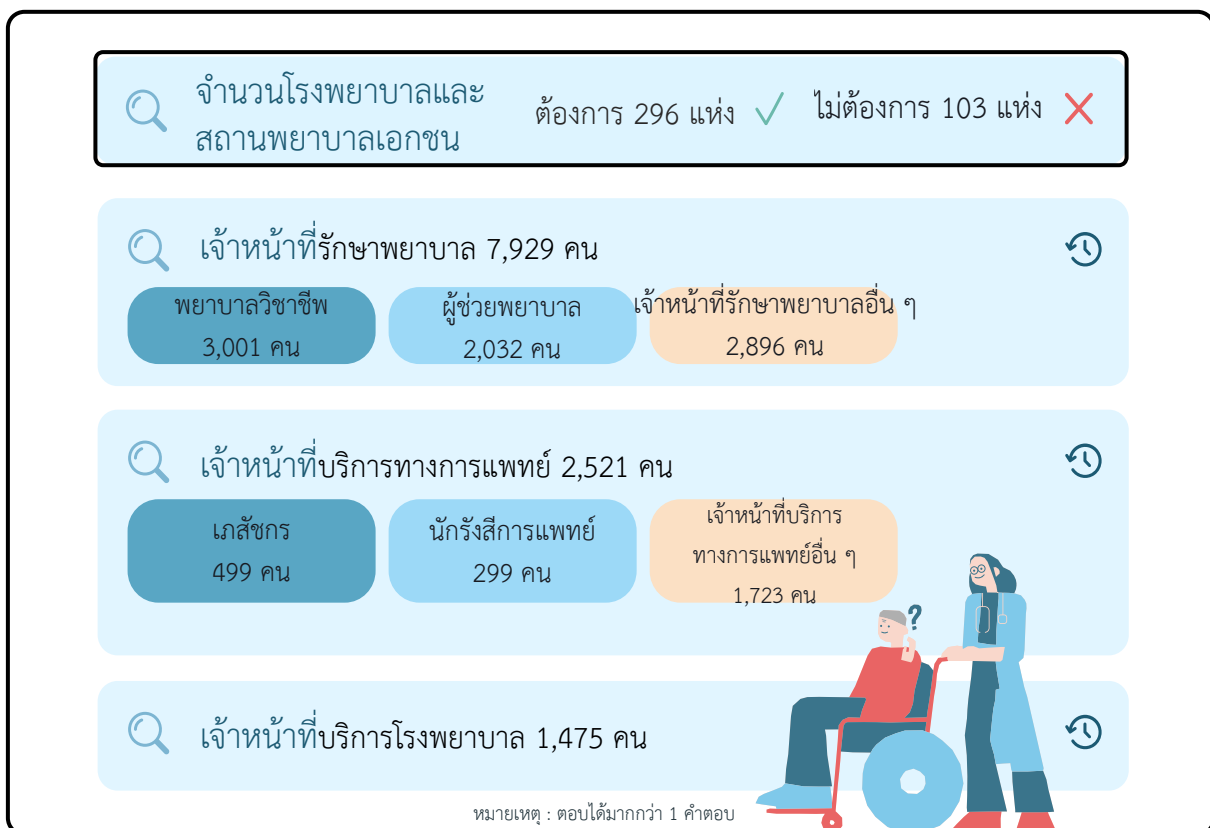 จำนวนโรงพยาบาลและ
สถานพยาบาลเอกชน
ต้องการ 296 แห่ง
ไม่ต้องการ 103 แห่ง
เจ้าหน้าที่รักษาพยาบาล 7,929 คน
พยาบาลวิชาชีพ
3,001 คน
ผู้ช่วยพยาบาล
2,032 คน
เจ้าหน้าที่รักษาพยาบาลอื่น ๆ
2,896 คน
เจ้าหน้าที่บริการทางการแพทย์ 2,521 คน
เภสัชกร
499 คน
นักรังสีการแพทย์
299 คน
เจ้าหน้าที่บริการ
ทางการแพทย์อื่น ๆ
1,723 คน
?
เจ้าหน้าที่บริการโรงพยาบาล 1,475 คน
หมายเหตุ : ตอบได้มากกว่า 1 คำตอบ